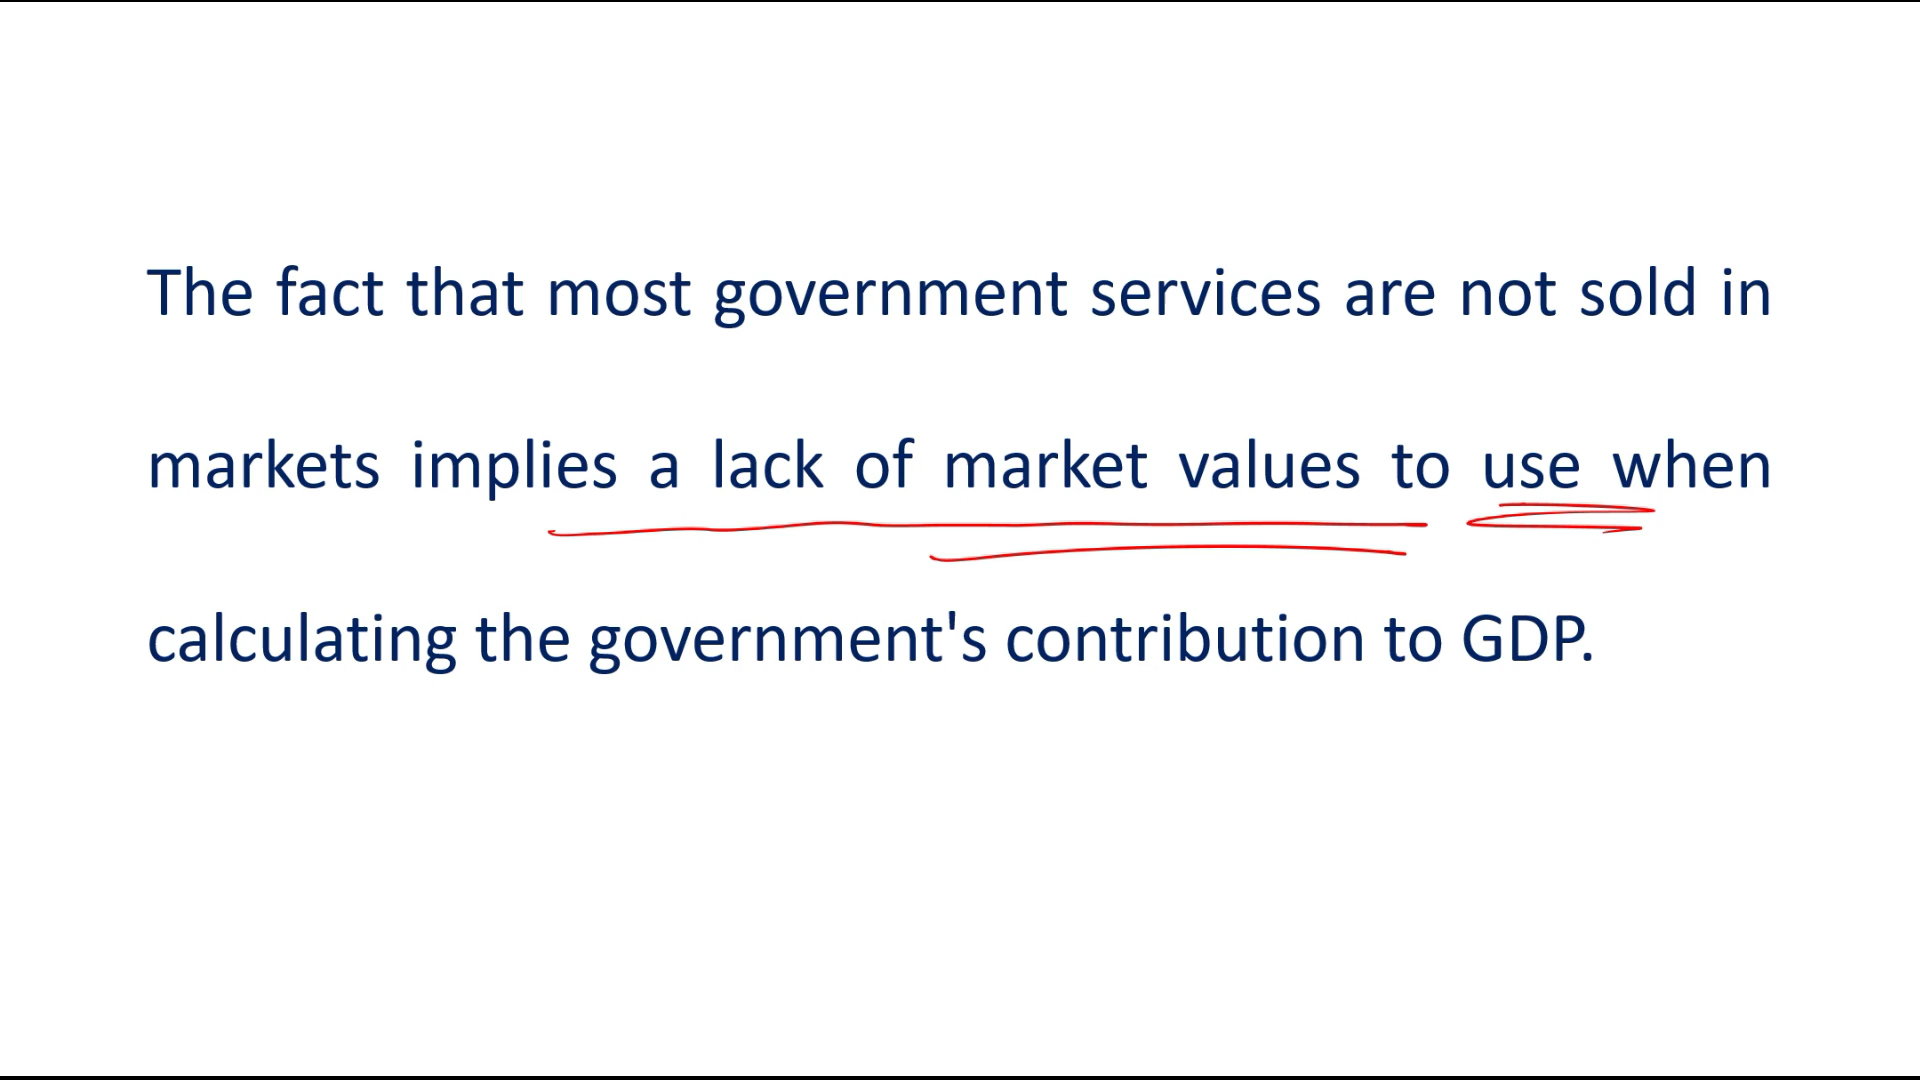 The fact that most government services are not sold in
markets implies a lack of market values to use when
calculating the government's contribution to GDP.